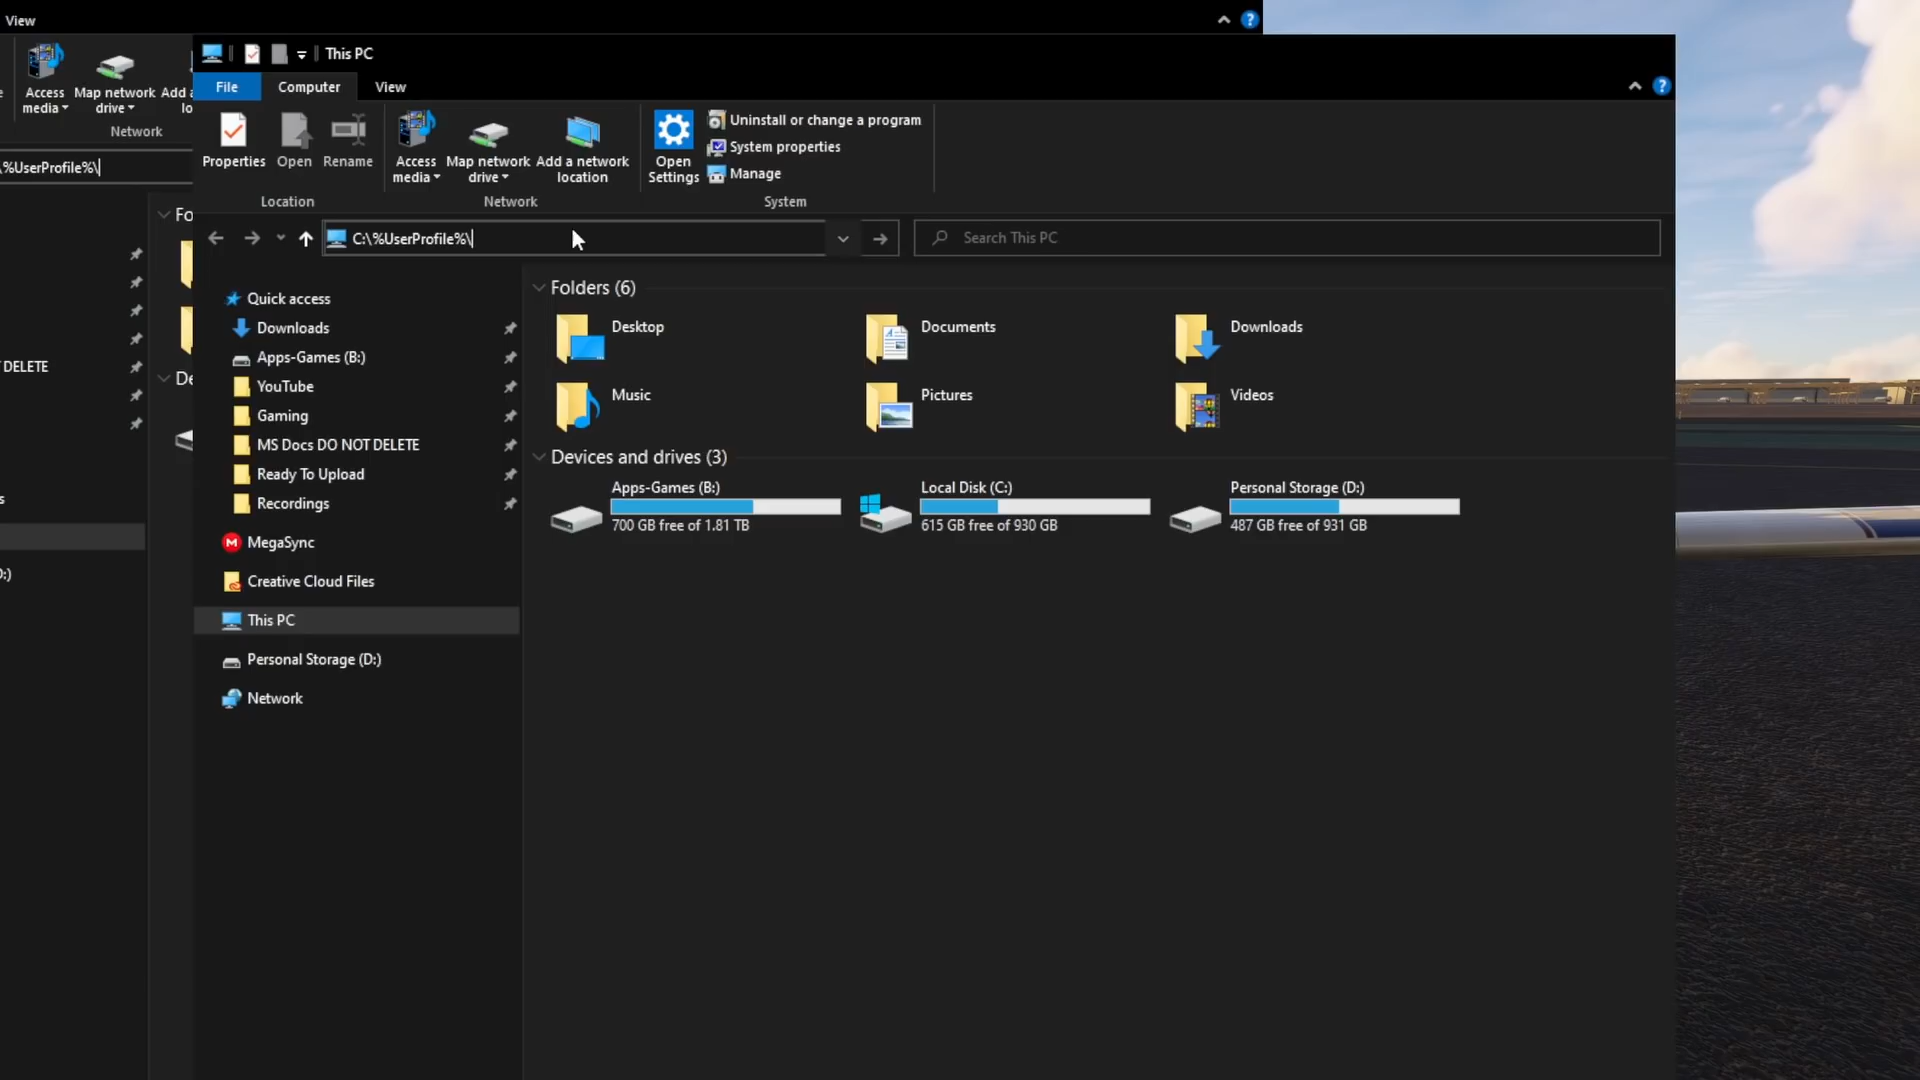 View
Access media
Map network drive
Add a
lo
Network
\%UserProfile%\
Fo
DELETE
De
s
):)
This PC
File
Computer
View
Properties
Open
Rename
Access media
Map network drive
Add a network location
Open Settings
Uninstall or change a program
System properties
Manage
Location
Network
System
C:\%UserProfile%\
Search This PC
Quick access
Downloads
Apps-Games (B:)
YouTube
Gaming
MS Docs DO NOT DELETE
Ready To Upload
Recordings
MegaSync
Creative Cloud Files
This PC
Personal Storage (D:)
Network
Folders (6)
Desktop
Documents
Downloads
Music
Pictures
Videos
Devices and drives (3)
Apps-Games (B:)
700 GB free of 1.81 TB
Local Disk (C:)
615 GB free of 930 GB
Personal Storage (D:)
487 GB free of 931 GB